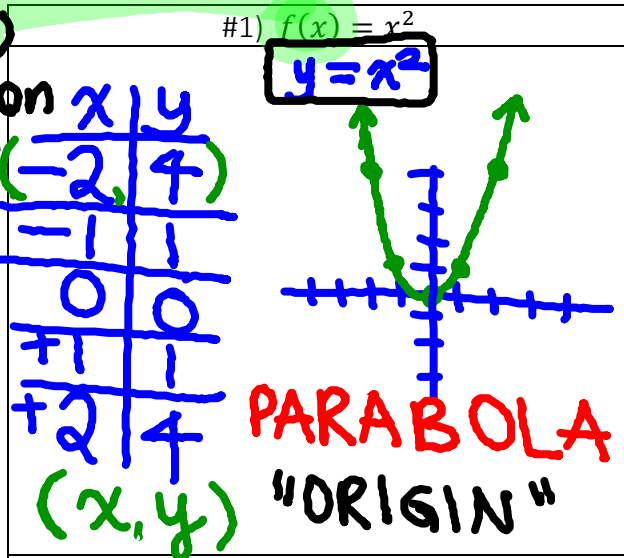 #1) f(x) = x²
y = x²
on
x y
(-2, 4)
-1 1
0 0
+1 1
+2 4
PARABOLA
(x, y)
"ORIGIN"